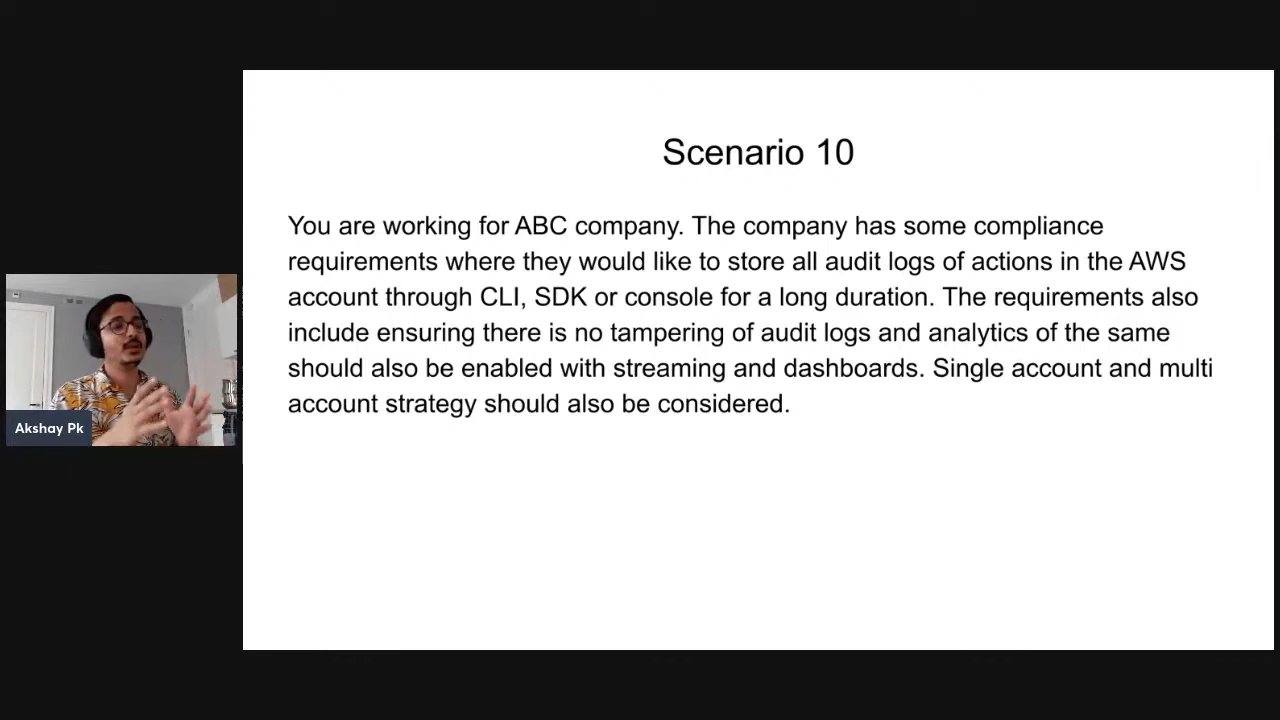 Scenario 10
You are working for ABC company. The company has some compliance
requirements where they would like to store all audit logs of actions in the AWS
account through CLI, SDK or console for a long duration. The requirements also
include ensuring there is no tampering of audit logs and analytics of the same
should also be enabled with streaming and dashboards. Single account and multi
account strategy should also be considered.
Akshay Pk